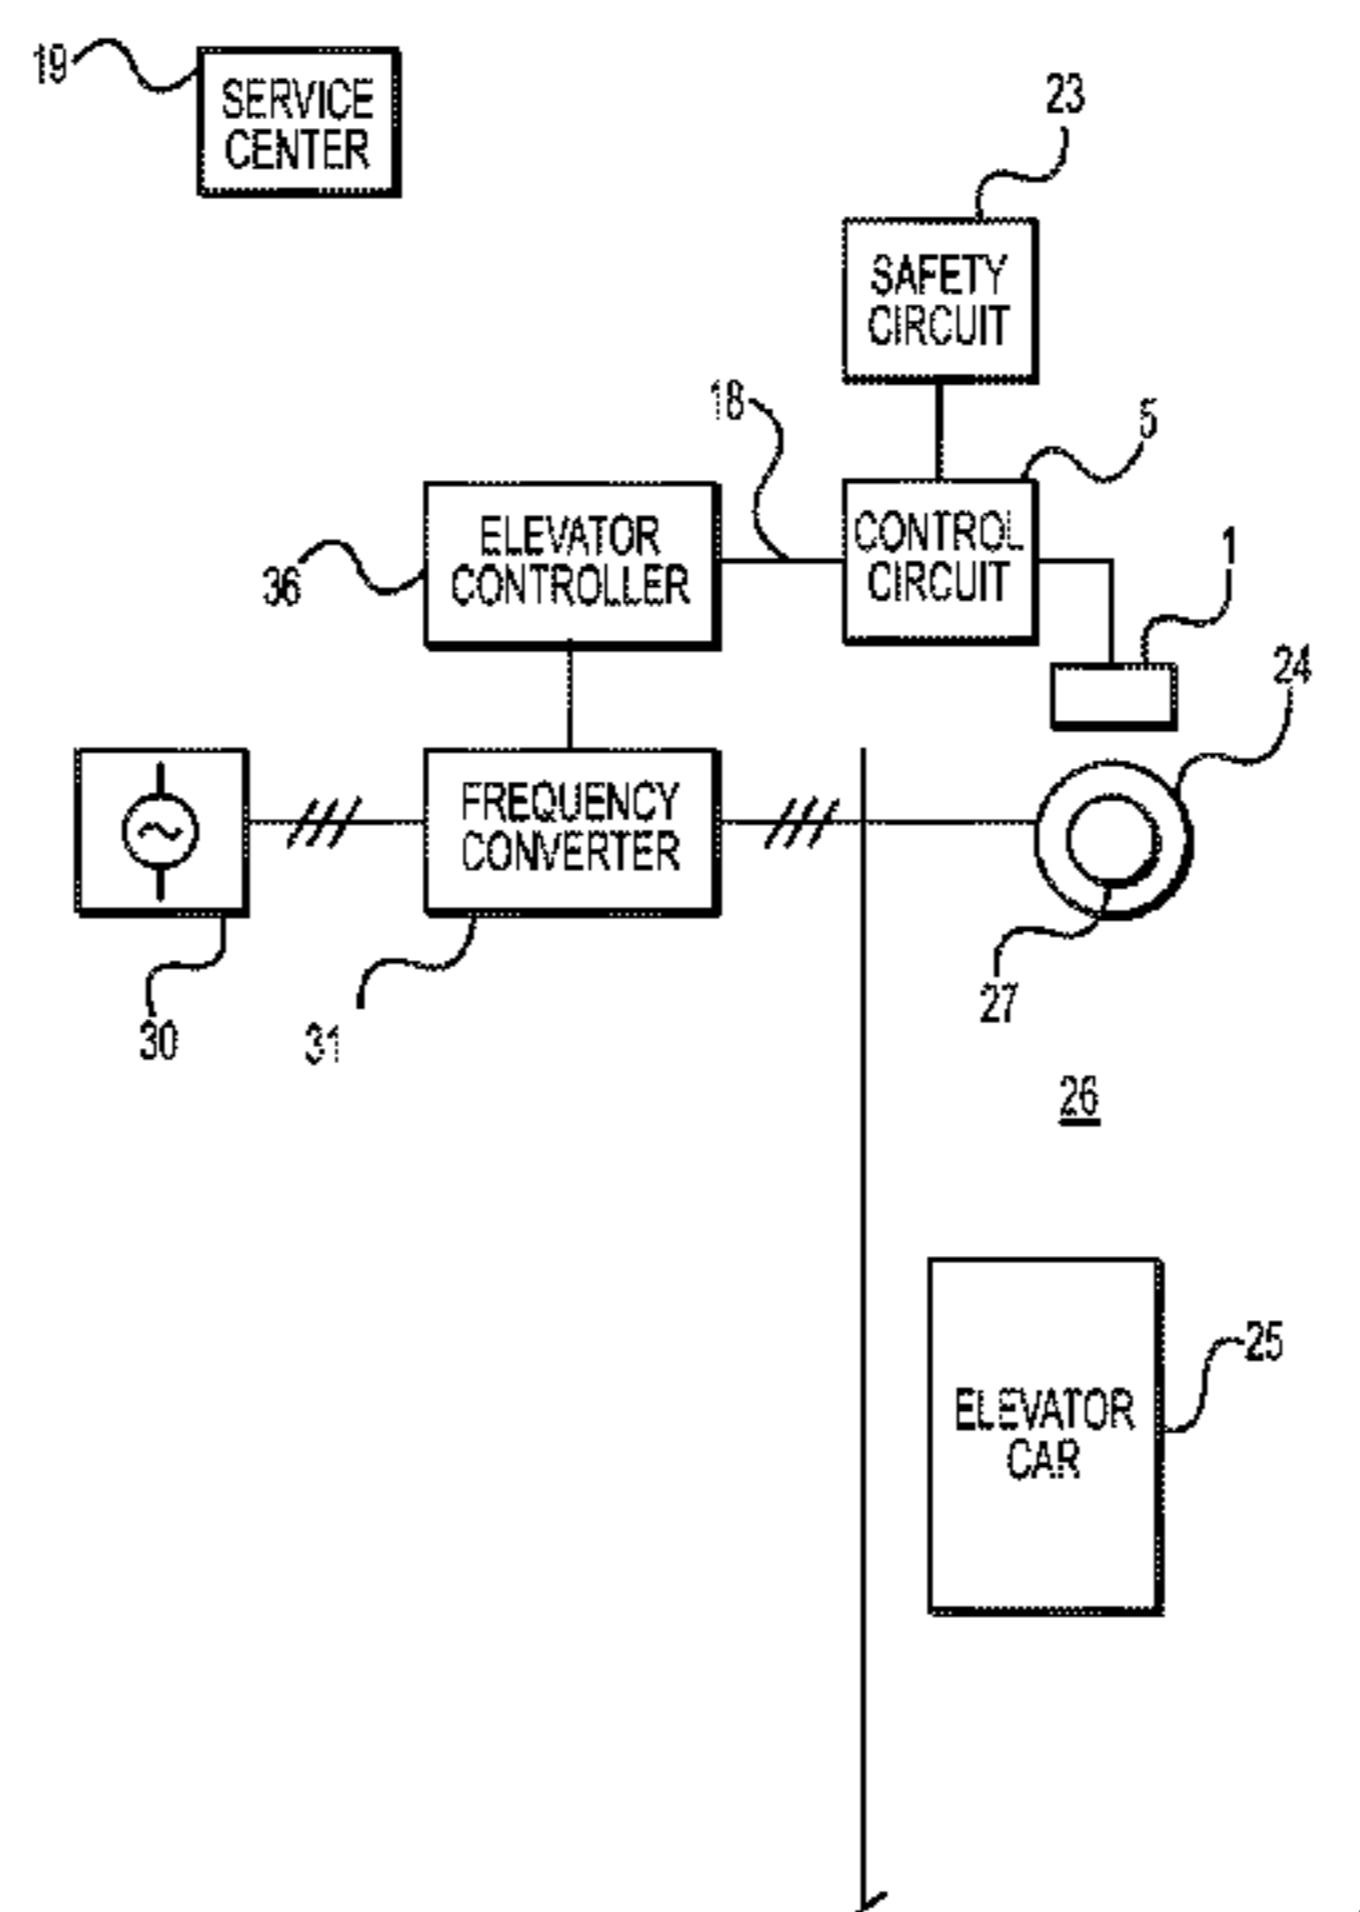 19
SERVICE
CENTER
23
SAFETY
CIRCUIT
18
5
ELEVATOR
CONTROLLER
CONTROL
CIRCUIT
36
1
24
FREQUENCY
CONVERTER
30
31
27
26
25
ELEVATOR
CAR